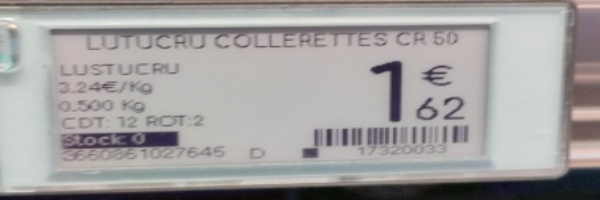 LUTUCRU COLLERETTES CR 50
LUSTUCRU
3.24€/Kg
0.500 Kg
CDT: 12 ROT:2
Stock: 0
3660861027645 D
1 € 62
17320033